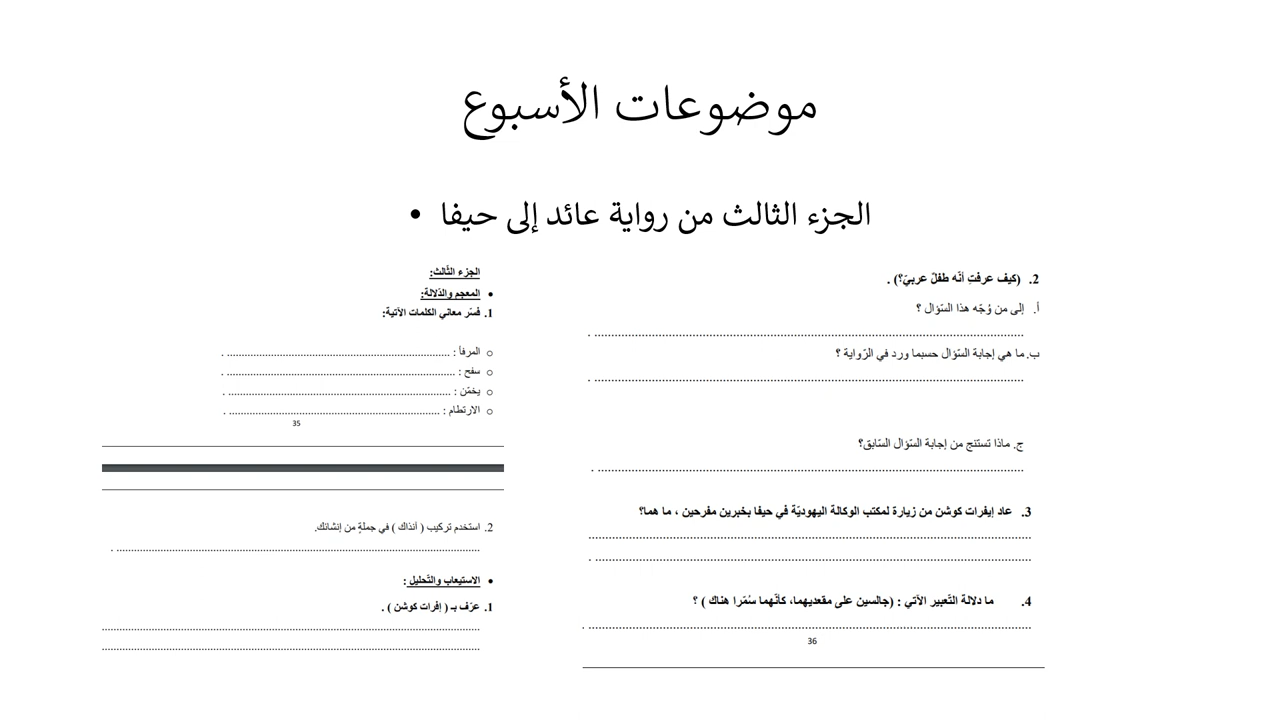 موضوعات الأسبوع
• الجزء الثالث من رواية عائد إلى حيفا
الجزء الثّالث:
• المعجم والدّلالة:
1. فسّر معاني الكلمات الآتية:
o المرفأ : ........................................................................... .
o سفح : ........................................................................... .
o يخمّن : ........................................................................... .
o الارتطام : ........................................................................... .
35
2. استخدم تركيب ( أنذاك ) في جملةٍ من إنشائك.
........................................................................................................................... .
• الاستيعاب والتّحليل :
1. عرّف بـ ( إفرات كوشن ) .
...........................................................................................................................
...........................................................................................................................
2. (كيف عرفتِ أنّه طفلٌ عربيّ؟) .
أ. إلى من وُجّه هذا السّؤال ؟
........................................................................................................................... .
ب. ما هي إجابة السّؤال حسبما ورد في الرّواية ؟
........................................................................................................................... .
ج. ماذا تستنتج من إجابة السّؤال السّابق؟
........................................................................................................................... .
3. عاد إيفرات كوشن من زيارة لمكتب الوكالة اليهوديّة في حيفا بخبرين مفرحين ، ما هما؟
...........................................................................................................................
........................................................................................................................... .
4. ما دلالة التّعبير الآتي : (جالسين على مقعديهما، كأنّهما سُمّرا هناك ) ؟
........................................................................................................................... .
36